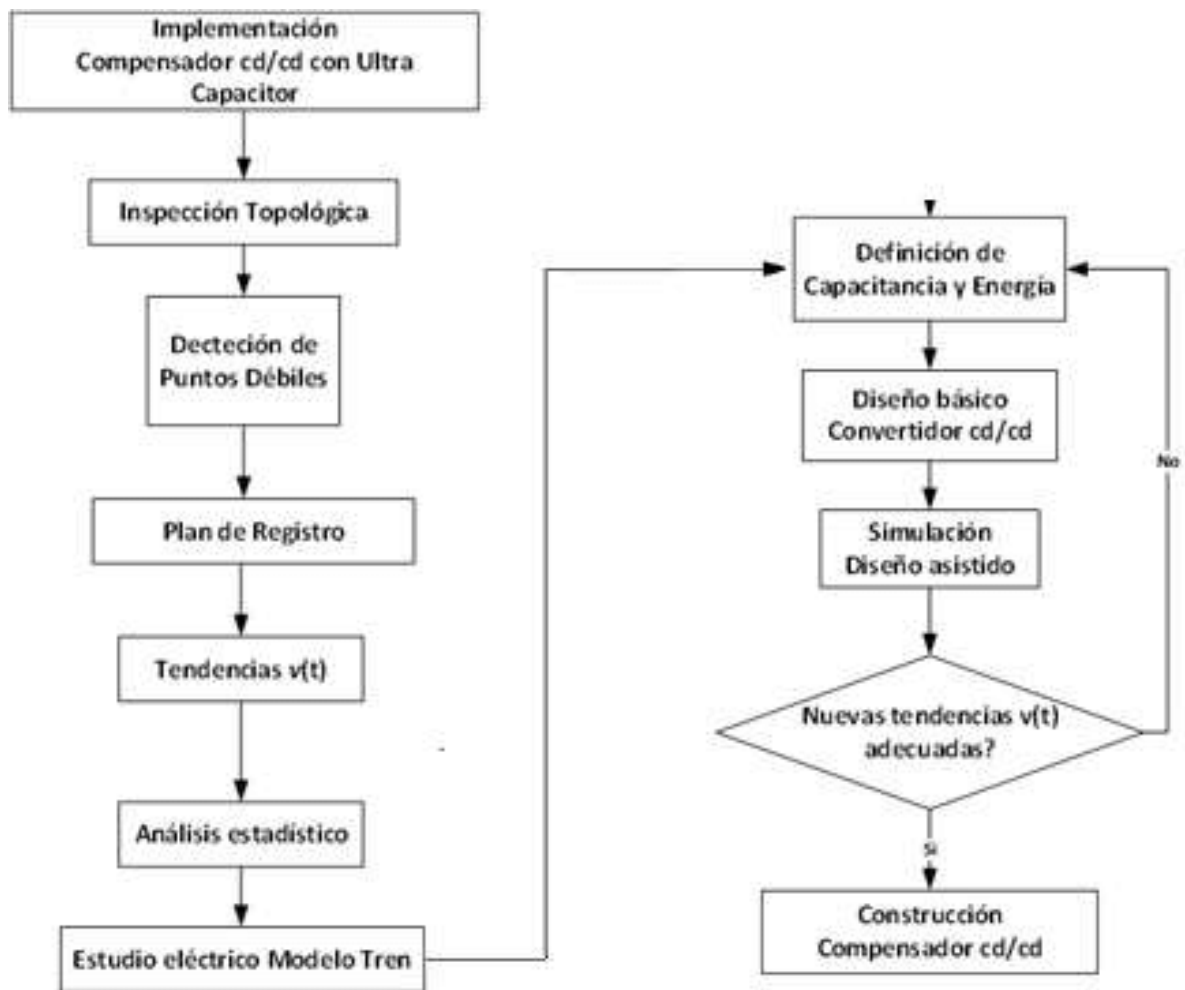 Implementación
Compensador cd/cd con Ultra
Capacitor
Inspección Topológica
Decteción de
Puntos Débiles
Plan de Registro
Tendencias v(t)
Análisis estadístico
Estudio eléctrico Modelo Tren
Definición de
Capacitancia y Energía
Diseño básico
Convertidor cd/cd
Simulación
Diseño asistido
Nuevas tendencias v(t)
adecuadas?
No
Si
Construcción
Compensador cd/cd